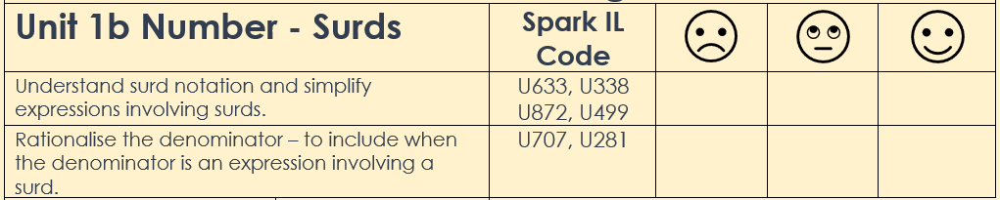 Unit 1b Number - Surds
Spark IL
Code
Understand surd notation and simplify
expressions involving surds.
U633, U338
U872, U499
Rationalise the denominator – to include when
the denominator is an expression involving a
surd.
U707, U281